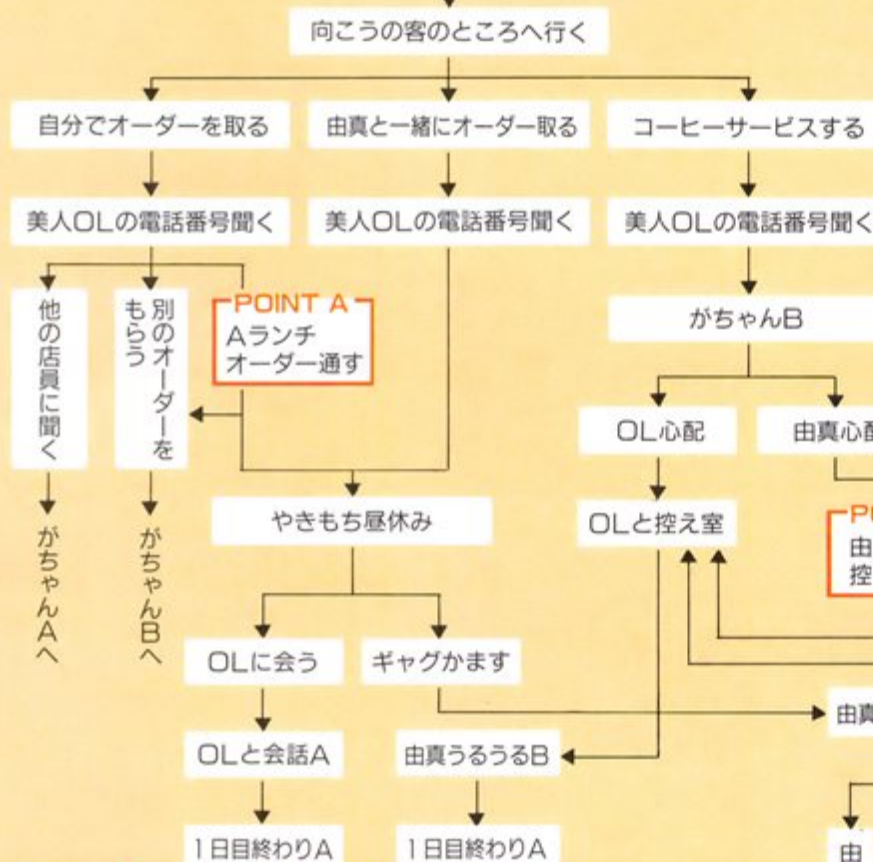 向こうの客のところへ行く
自分でオーダーを取る
由真と一緒にオーダー取る
コーヒーサービスする
美人OLの電話番号聞く
美人OLの電話番号聞く
美人OLの電話番号聞く
他の店員に聞く
別のオーダーを
もらう
POINT A
Aランチ
オーダー通す
がちゃんB
OL心配
由真心配
がちゃんAへ
がちゃんBへ
やきもち昼休み
OLと控え室
由
控
OLに会う
ギャグかます
由真
OLと会話A
由真うるうるB
1日目終わりA
1日目終わりA
由